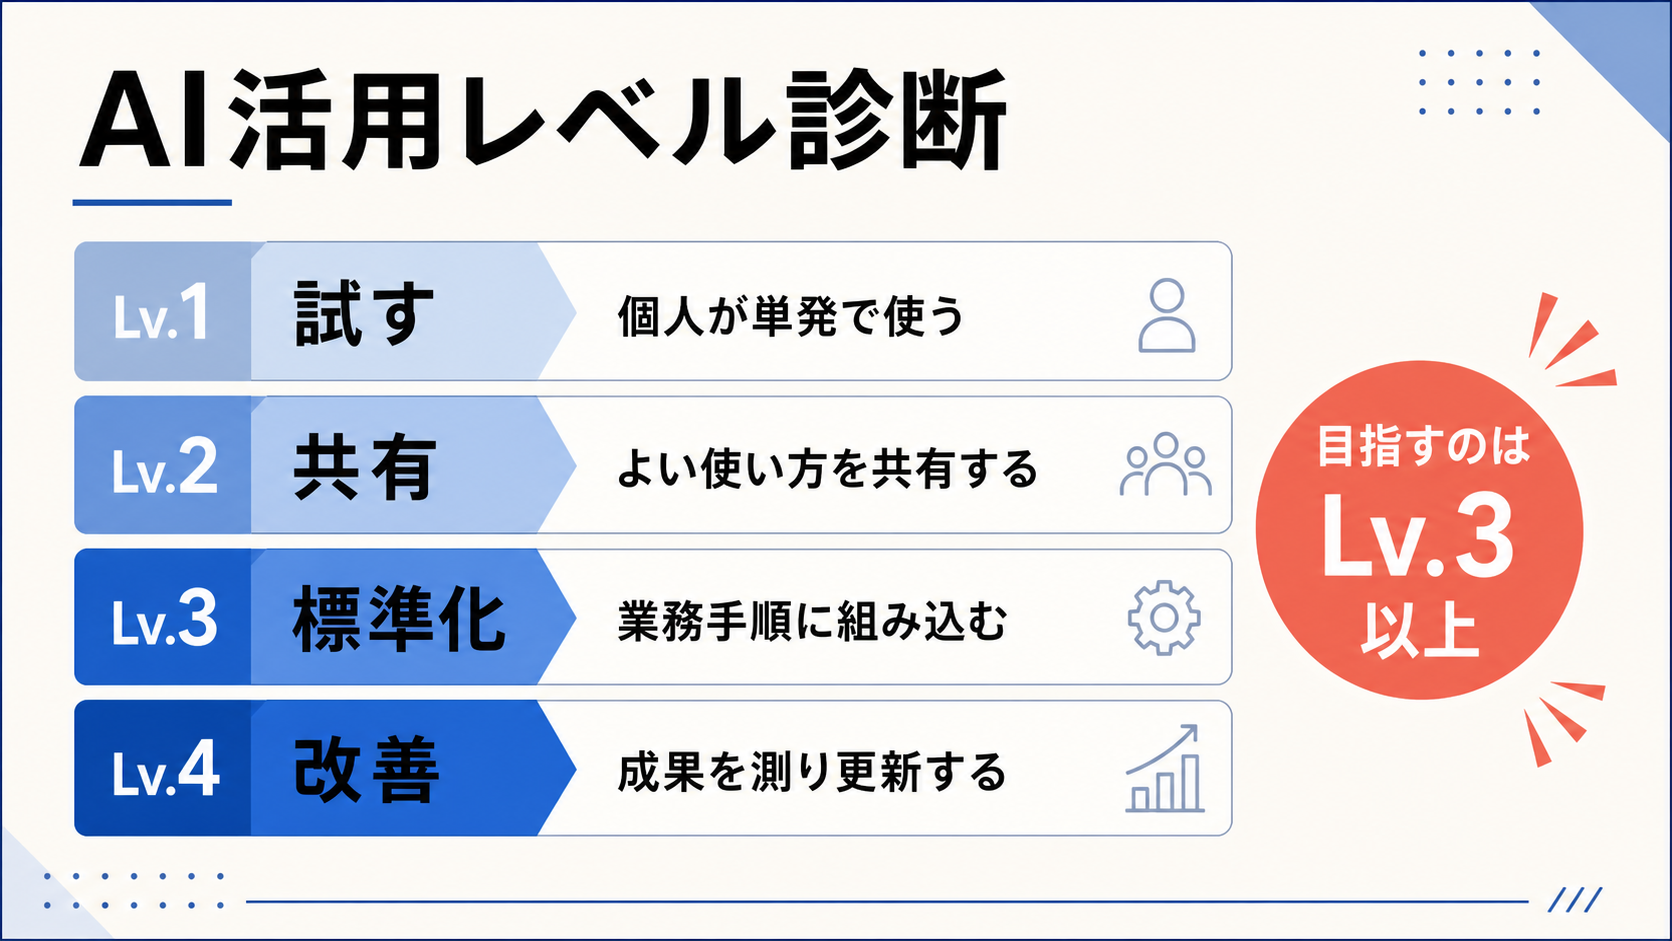 AI活用レベル診断
Lv.1 試す 個人が単発で使う
Lv.2 共有 よい使い方を共有する
Lv.3 標準化 業務手順に組み込む
Lv.4 改善 成果を測り更新する
目指すのは
Lv.3
以上